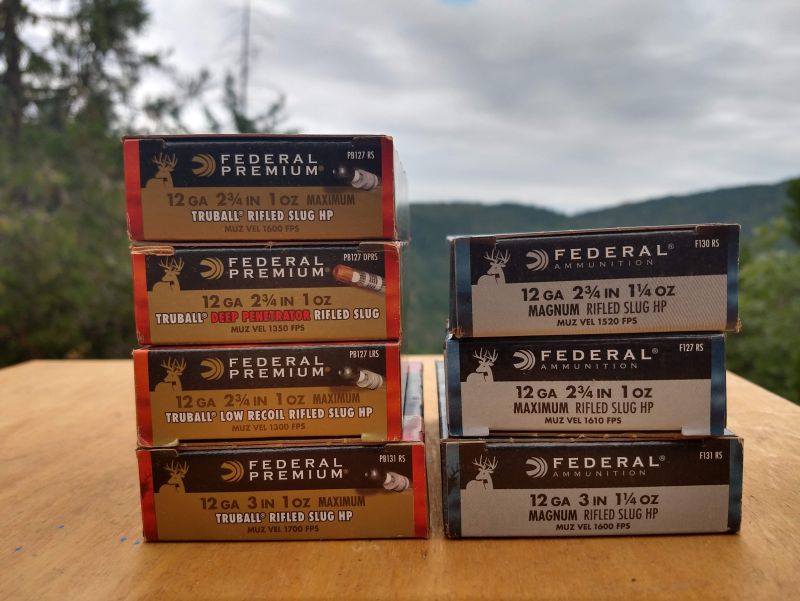 FEDERAL
PREMIUM®
PB127 RS
12 GA 2¾ IN 1 OZ MAXIMUM
TRUBALL® RIFLED SLUG HP
MUZ VEL 1600 FPS
FEDERAL
PREMIUM®
PB127 DPRS
12 GA 2¾ IN 1 OZ
TRUBALL® DEEP PENETRATOR RIFLED SLUG
MUZ VEL 1350 FPS
FEDERAL
PREMIUM®
PB127 LRS
12 GA 2¾ IN 1 OZ MAXIMUM
TRUBALL® LOW RECOIL RIFLED SLUG HP
MUZ VEL 1300 FPS
FEDERAL
PREMIUM®
PB131 RS
12 GA 3 IN 1 OZ MAXIMUM
TRUBALL® RIFLED SLUG HP
MUZ VEL 1700 FPS
FEDERAL®
AMMUNITION
F130 RS
12 GA 2¾ IN 1¼ OZ
MAGNUM RIFLED SLUG HP
MUZ VEL 1520 FPS
FEDERAL®
AMMUNITION
F127 RS
12 GA 2¾ IN 1 OZ
MAXIMUM RIFLED SLUG HP
MUZ VEL 1610 FPS
FEDERAL®
AMMUNITION
F131 RS
12 GA 3 IN 1¼ OZ
MAGNUM RIFLED SLUG HP
MUZ VEL 1600 FPS